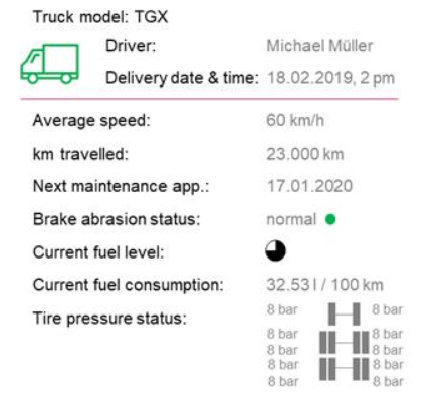 Truck model: TGX
Driver: Michael Müller
Delivery date & time: 18.02.2019, 2 pm
Average speed: 60 km/h
km travelled: 23.000 km
Next maintenance app.: 17.01.2020
Brake abrasion status: normal
Current fuel level:
Current fuel consumption: 32.53 l / 100 km
Tire pressure status: 8 bar 8 bar
8 bar 8 bar
8 bar 8 bar
8 bar 8 bar
8 bar 8 bar